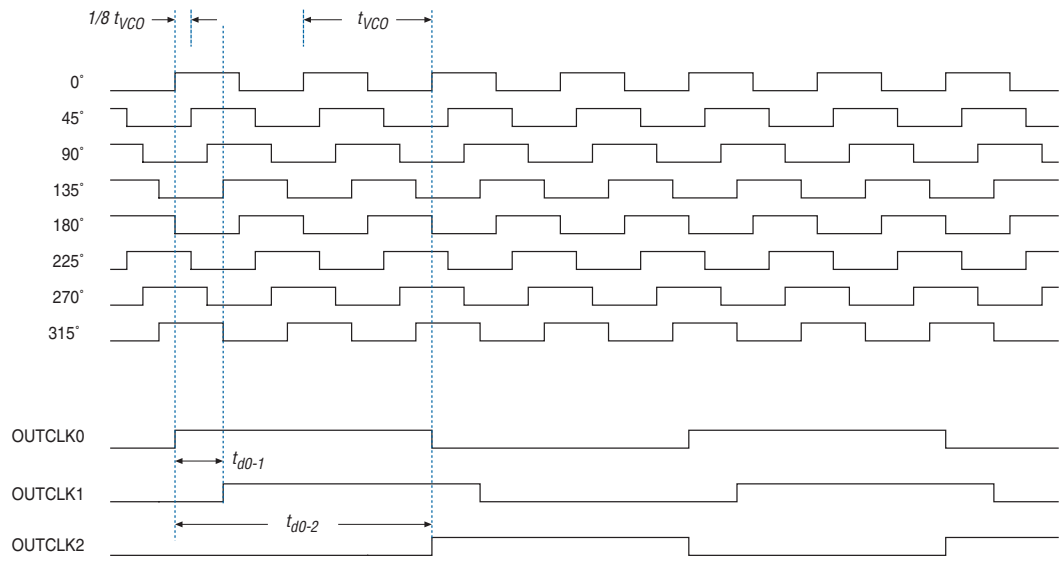 1/8 tVCO
tVCO
0˚
45˚
90˚
135˚
180˚
225˚
270˚
315˚
OUTCLK0
td0-1
OUTCLK1
td0-2
OUTCLK2